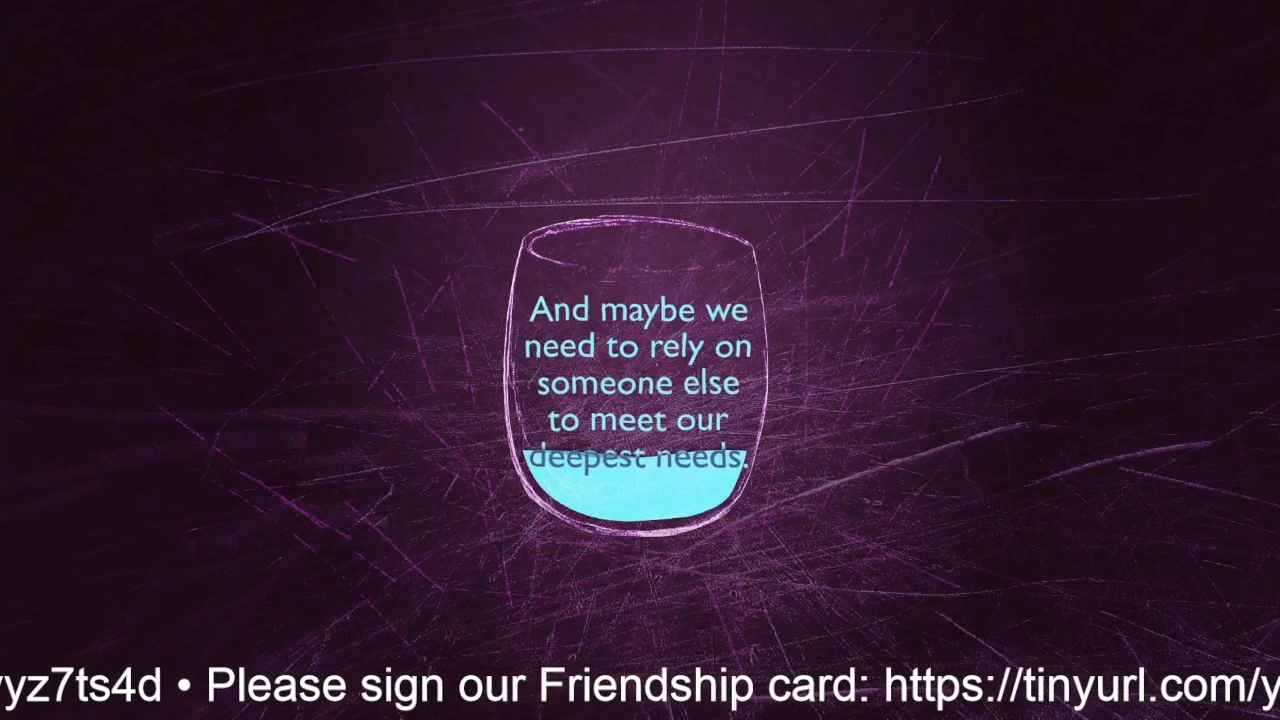 And maybe we
need to rely on
someone else
to meet our
deepest needs.
yz7ts4d • Please sign our Friendship card: https://tinyurl.com/y